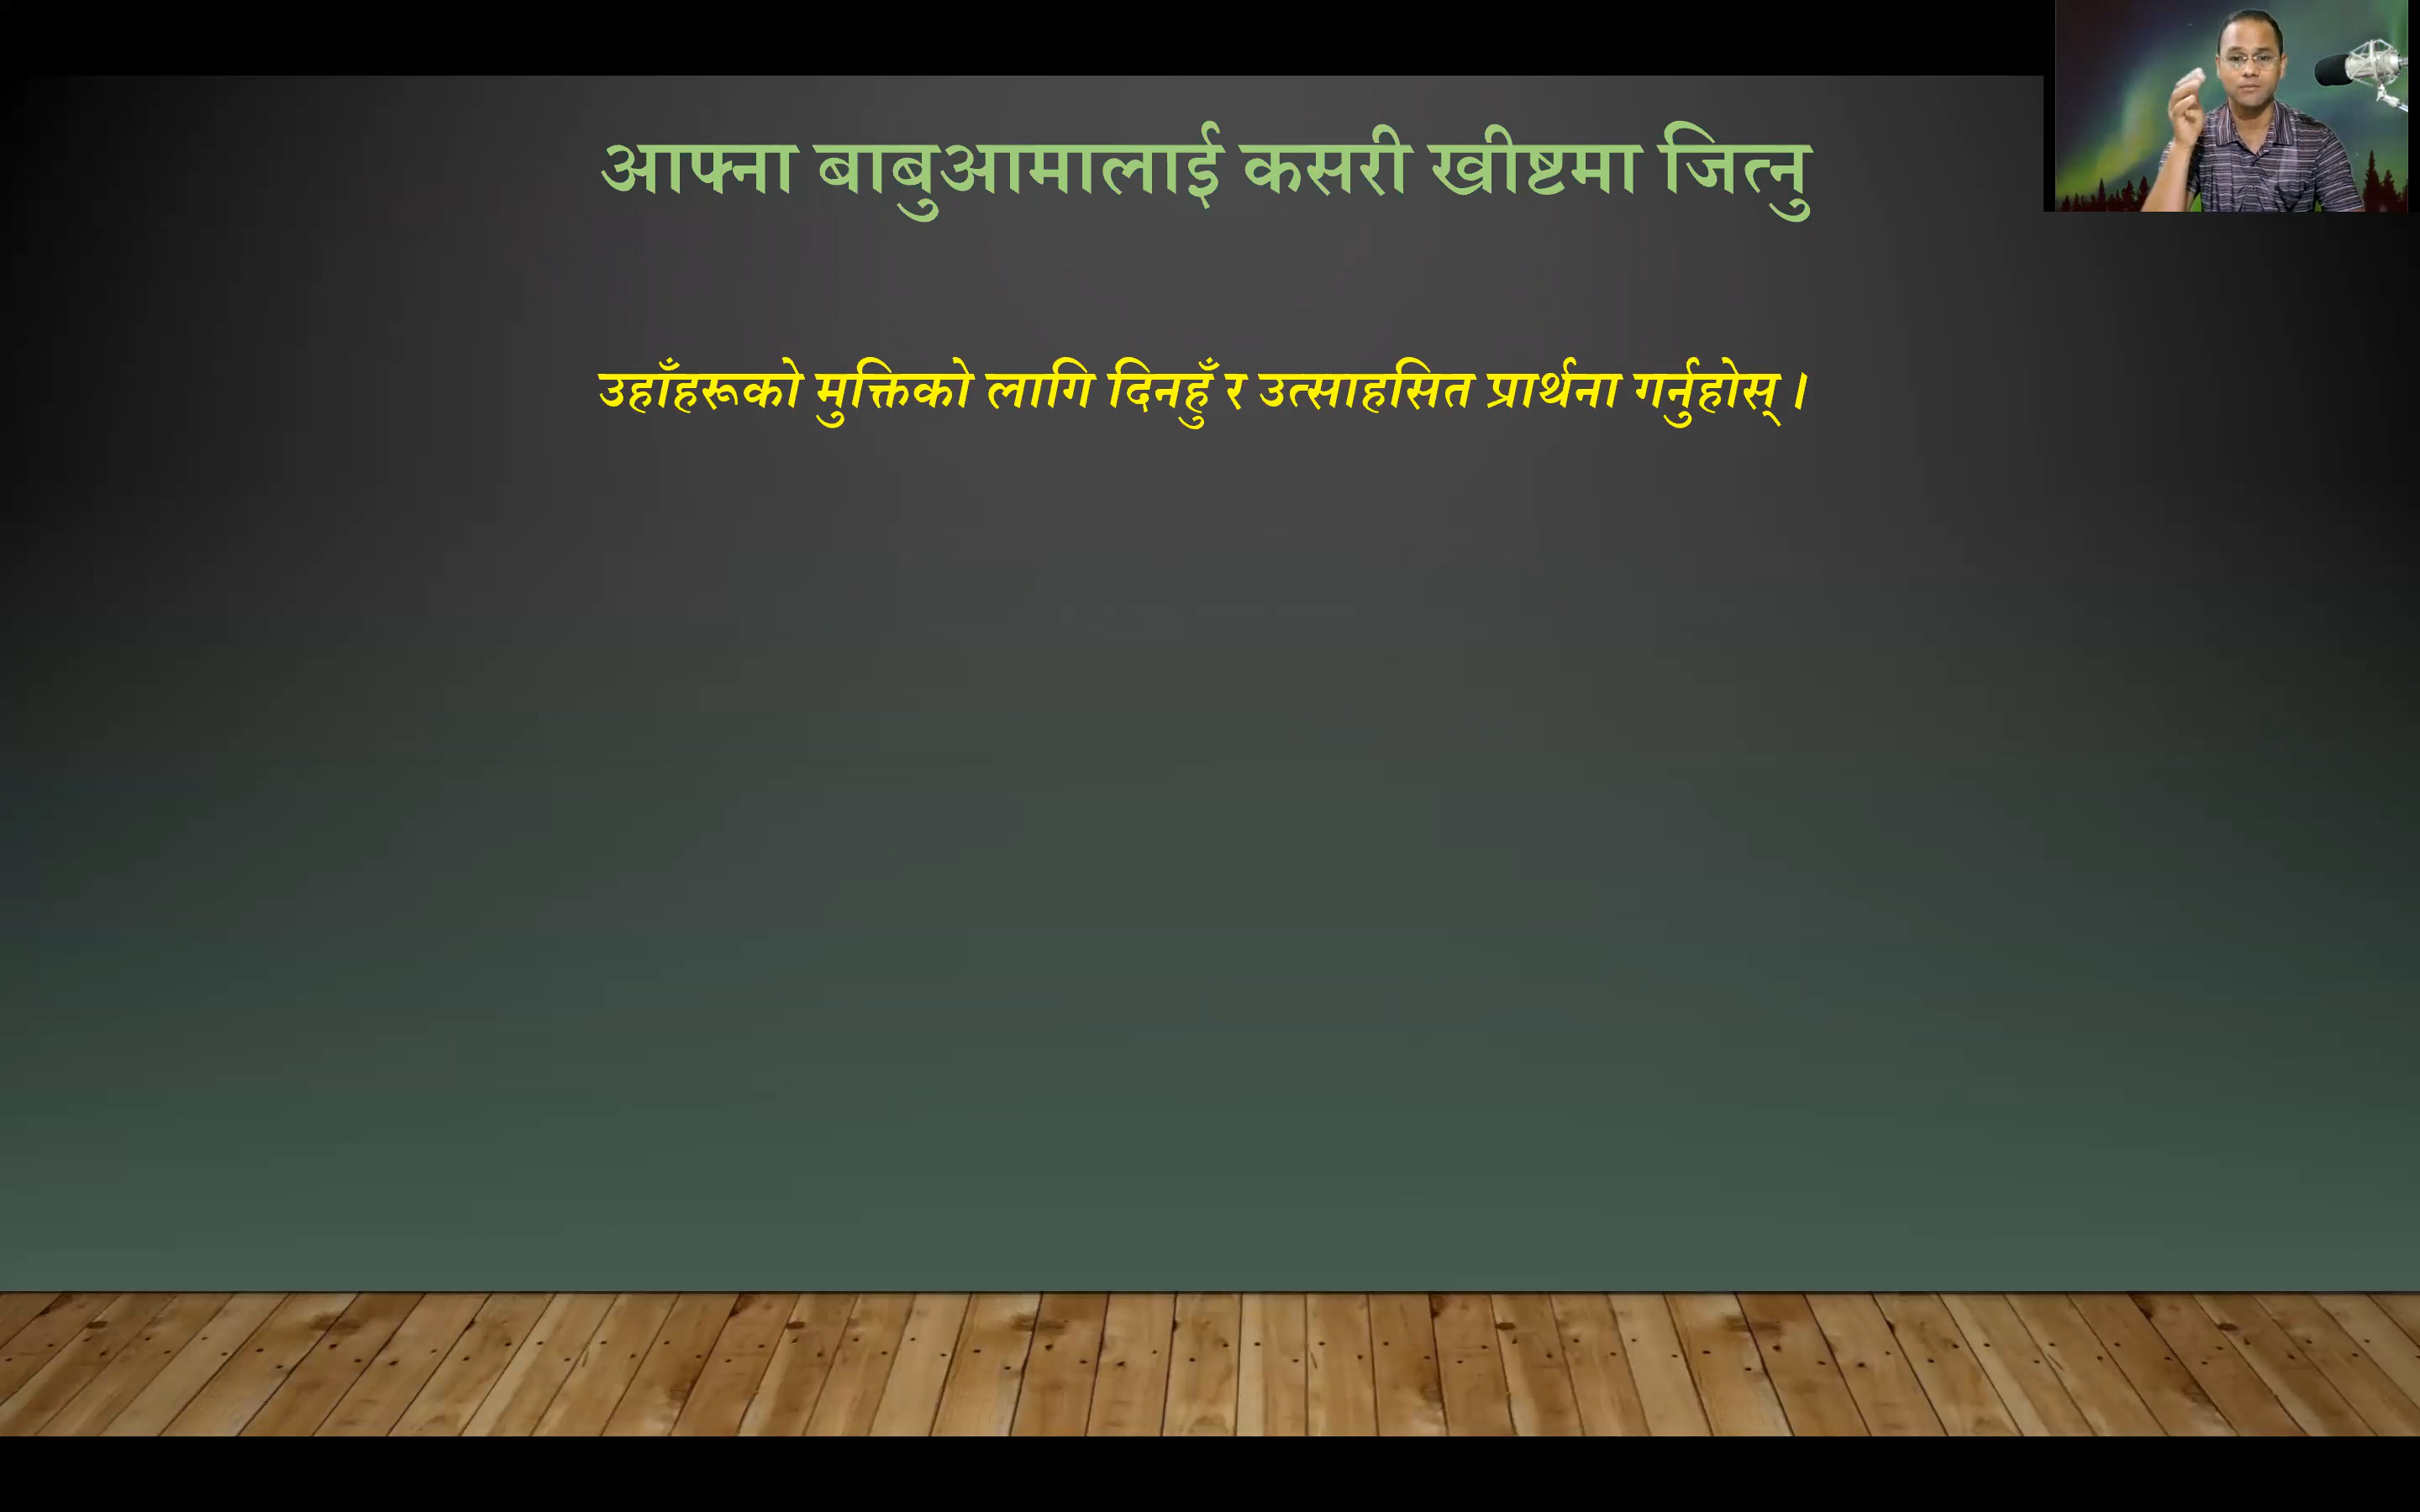 आफ्ना बाबुआमालाई कसरी खीष्टमा जित्नु
उहाँहरूको मुक्तिको लागि दिनहुँ र उत्साहसित प्रार्थना गर्नुहोस् ।